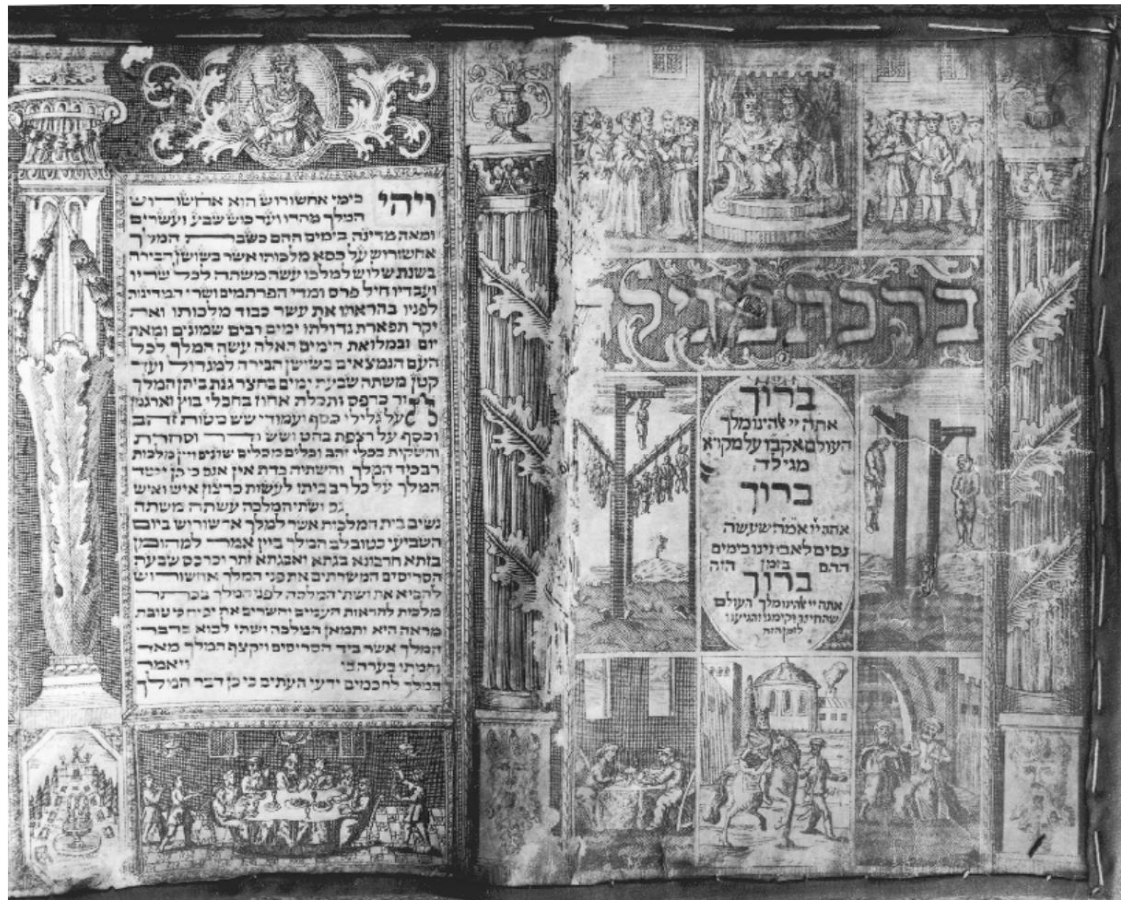 ברכת מגילה
ברוך
אתה יי אלהינו מלך
העולם אקבו על מקרא
מגילה
ברוך
אתה יי אמה שעשה
נסים לאבותינו בימים
ההם בזמן הזה
ברוך
אתה יי אלהינו מלך העולם
שהחיינו וקיימנו והגיענו
לזמן הזה
ויהי בימי אחשורוש הוא אחשורוש
המלך מהדו ועד כוש שבע ועשרים
ומאה מדינה בימים ההם כשבת המלך
אחשורוש על כסא מלכותו אשר בשושן הבירה
בשנת שלוש למלכו עשה משתה לכל שריו
ועבדיו חיל פרס ומדי הפרתמים ושרי המדינות
לפניו בהראתו את עשר כבוד מלכותו ואת
יקר תפארת גדולתו ימים רבים שמונים ומאת
יום ובמלואת הימים האלה עשה המלך לכל
העם הנמצאים בשושן הבירה למגדול ועד
קטן משתה שבעת ימים בחצר גנת ביתן המלך
חור כרפס ותכלת אחוז בחבלי בוץ וארגמן
על גלילי כסף ועמודי שש מטות זהב
וכסף על רצפת בהט ושש ודר וסחרת
והשקות בכלי זהב וכלים מכלים שונים ויין מלכות
רב כיד המלך והשתיה כדת אין אנס כי כן יסד
המלך על כל רב ביתו לעשות כרצון איש ואיש
גם ושתי המלכה עשתה משתה
נשים בית המלכות אשר למלך אחשורוש ביום
השביעי כטוב לב המלך ביין אמר למהומן
בזתא חרבונא בגתא ואבגתא זתר וכרכס שבעת
הסריסים המשרתים את פני המלך אחשורוש
להביא את ושתי המלכה לפני המלך בכתר
מלכות להראות העמים והשרים את יפיה כי טובת
מראה היא ותמאן המלכה ושתי לבוא בדבר
המלך אשר ביד הסריסים ויקצף המלך מאד
וחמתו בערה בו ויאמר
המלך לחכמים ידעי העתים כי כן דבר המלך